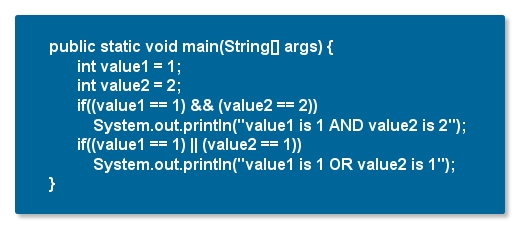 public static void main(String[] args) {
int value1 = 1;
int value2 = 2;
if((value1 == 1) && (value2 == 2))
System.out.println("value1 is 1 AND value2 is 2");
if((value1 == 1) || (value2 == 1))
System.out.println("value1 is 1 OR value2 is 1");
}